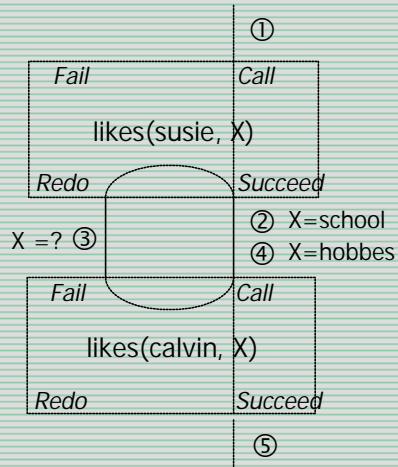 ①
Fail Call
likes(susie, X)
Redo Succeed
② X=school
X =? ③
④ X=hobbes
Fail Call
likes(calvin, X)
Redo Succeed
⑤